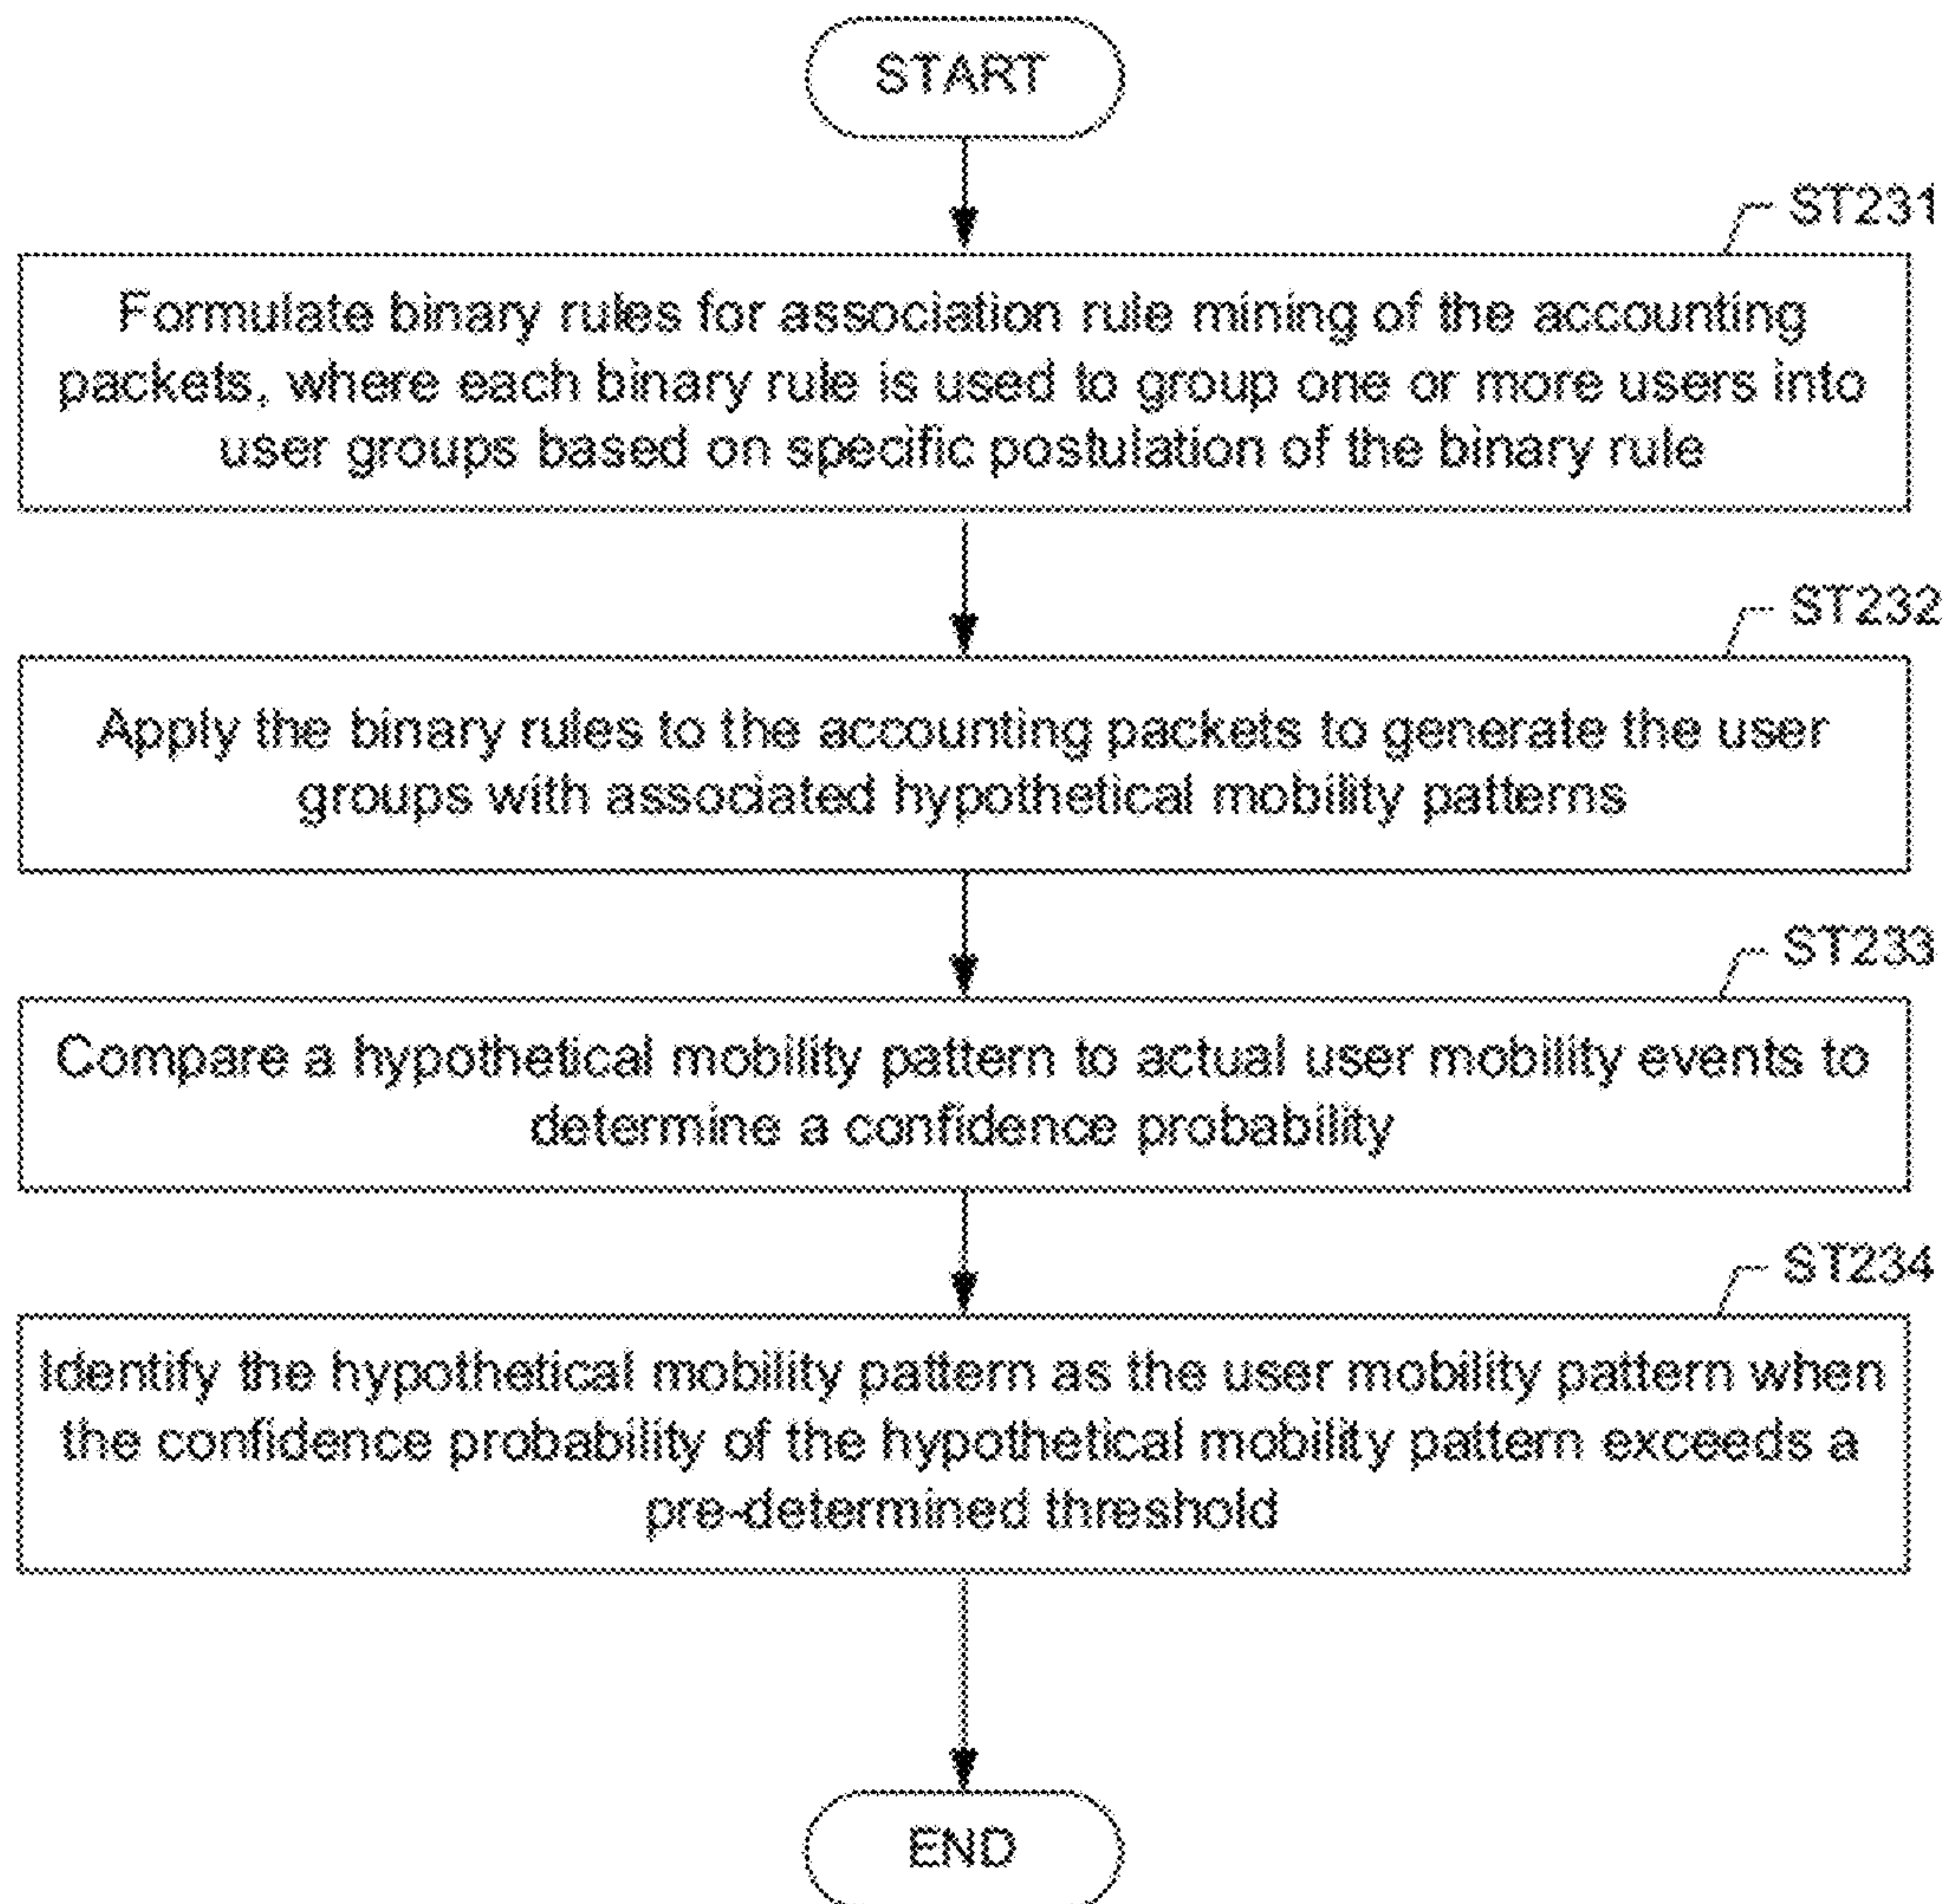 START
ST231
Formulate binary rules for association rule mining of the accounting
packets, where each binary rule is used to group one or more users into
user groups based on specific postulation of the binary rule
ST232
Apply the binary rules to the accounting packets to generate the user
groups with associated hypothetical mobility patterns
ST233
Compare a hypothetical mobility pattern to actual user mobility events to
determine a confidence probability
ST234
Identify the hypothetical mobility pattern as the user mobility pattern when
the confidence probability of the hypothetical mobility pattern exceeds a
pre-determined threshold
END